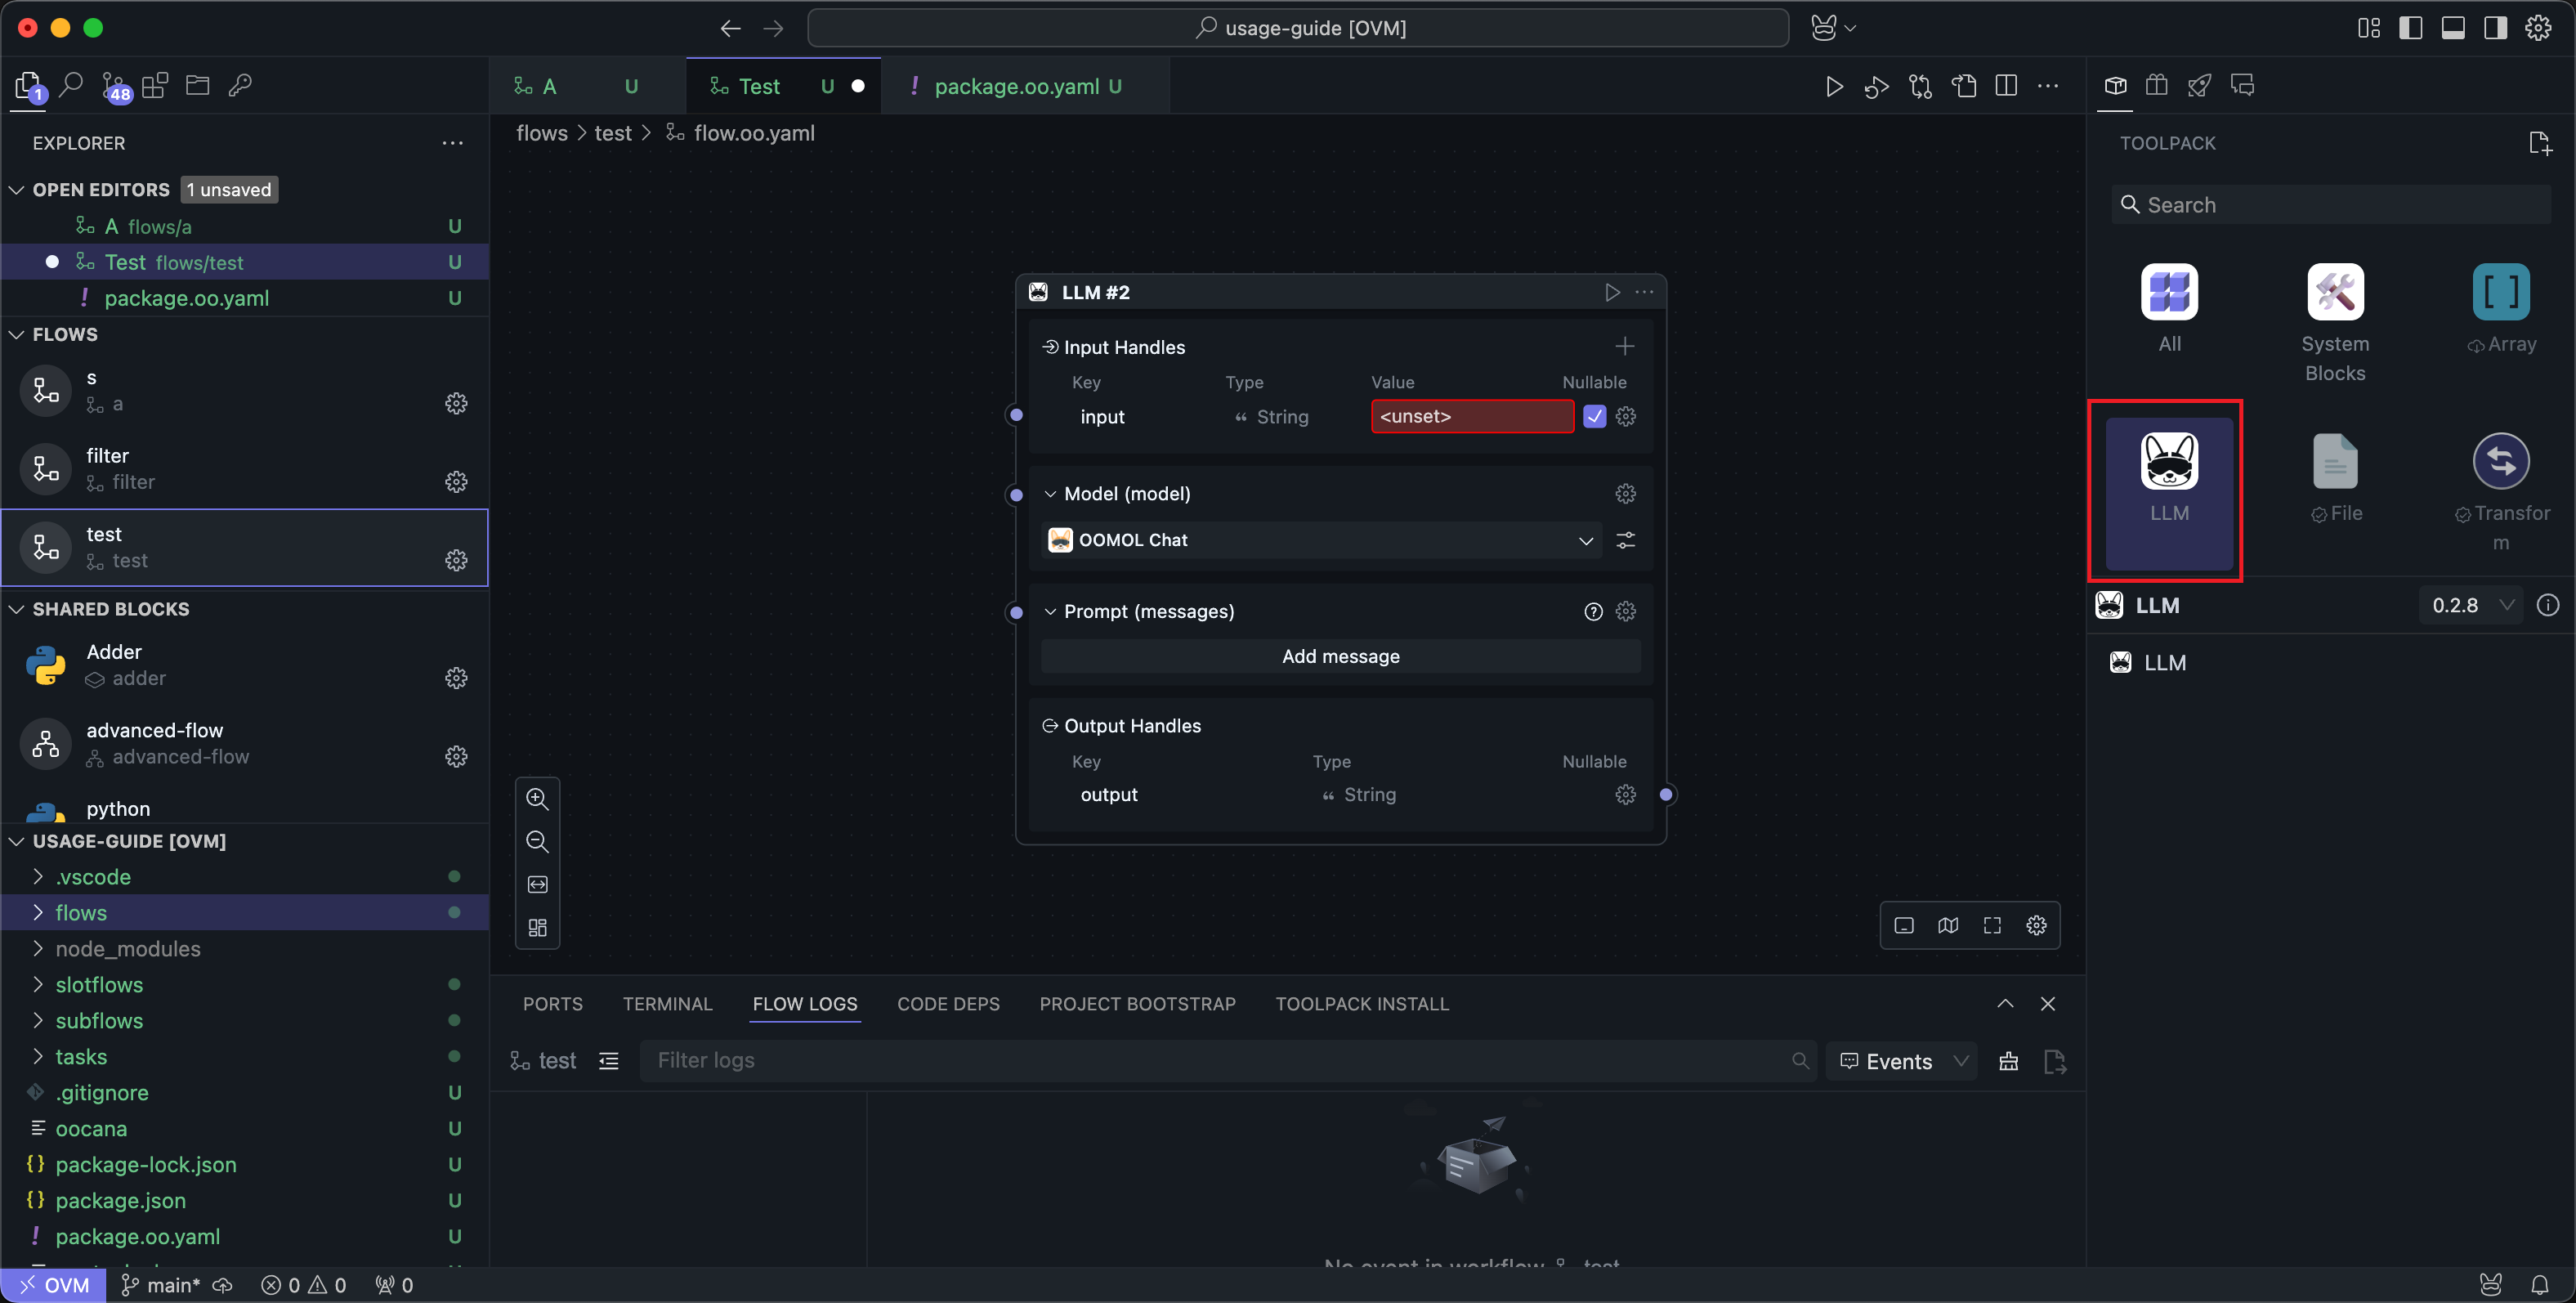 usage-guide [OVM]
1
48
A U
Test U
! package.oo.yaml U
EXPLORER
OPEN EDITORS 1 unsaved
A flows/a U
Test flows/test U
! package.oo.yaml U
FLOWS
s
a
filter
filter
test
test
SHARED BLOCKS
Adder
adder
advanced-flow
advanced-flow
python
USAGE-GUIDE [OVM]
.vscode
flows
node_modules
slotflows
subflows
tasks
.gitignore U
oocana U
{} package-lock.json U
{} package.json U
! package.oo.yaml U
flows > test > flow.oo.yaml
LLM #2
Input Handles
Key Type Value Nullable
input String <unset>
Model (model)
OOMOL Chat
Prompt (messages)
Add message
Output Handles
Key Type Nullable
output String
PORTS TERMINAL FLOW LOGS CODE DEPS PROJECT BOOTSTRAP TOOLPACK INSTALL
test Filter logs Events
No event in workflow test
TOOLPACK
Search
All
System
Blocks
Array
LLM
File
Transfor
m
LLM 0.2.8
LLM
OVM main* 0 0 0